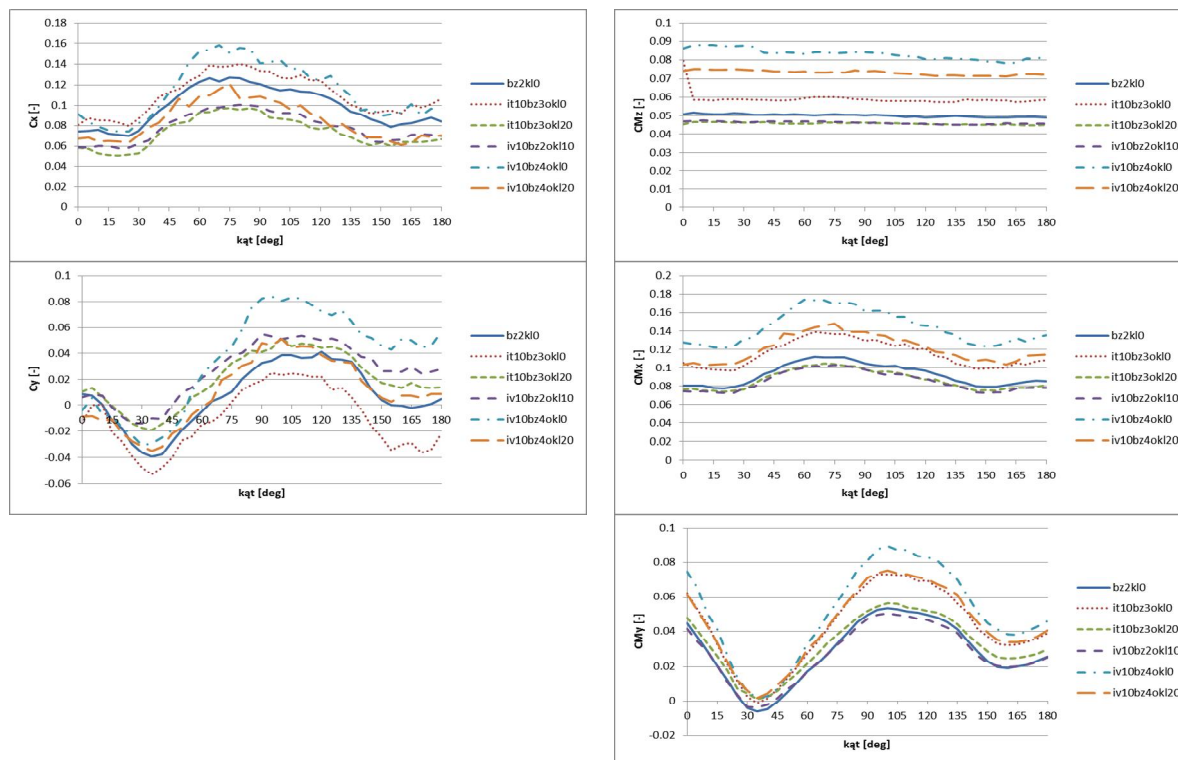 0.18
0.16
0.14
0.12
0.1
0.08
0.06
0.04
0.02
0
Cx [-]
0 15 30 45 60 75 90 105 120 135 150 165 180
kąt [deg]
bz2kl0
it10bz3okl0
it10bz3okl20
iv10bz2okl10
iv10bz4okl0
iv10bz4okl20
0.1
0.09
0.08
0.07
0.06
0.05
0.04
0.03
0.02
0.01
0
CMz [-]
0 15 30 45 60 75 90 105 120 135 150 165 180
kąt [deg]
bz2kl0
it10bz3okl0
it10bz3okl20
iv10bz2okl10
iv10bz4okl0
iv10bz4okl20
0.1
0.08
0.06
0.04
0.02
0
-0.02
-0.04
-0.06
Cy [-]
0 15 30 45 60 75 90 105 120 135 150 165 180
kąt [deg]
bz2kl0
it10bz3okl0
it10bz3okl20
iv10bz2okl10
iv10bz4okl0
iv10bz4okl20
0.2
0.18
0.16
0.14
0.12
0.1
0.08
0.06
0.04
0.02
0
CMx [-]
0 15 30 45 60 75 90 105 120 135 150 165 180
kąt [deg]
bz2kl0
it10bz3okl0
it10bz3okl20
iv10bz2okl10
iv10bz4okl0
iv10bz4okl20
0.1
0.08
0.06
0.04
0.02
0
-0.02
CMy [-]
0 15 30 45 60 75 90 105 120 135 150 165 180
kąt [deg]
bz2kl0
it10bz3okl0
it10bz3okl20
iv10bz2okl10
iv10bz4okl0
iv10bz4okl20